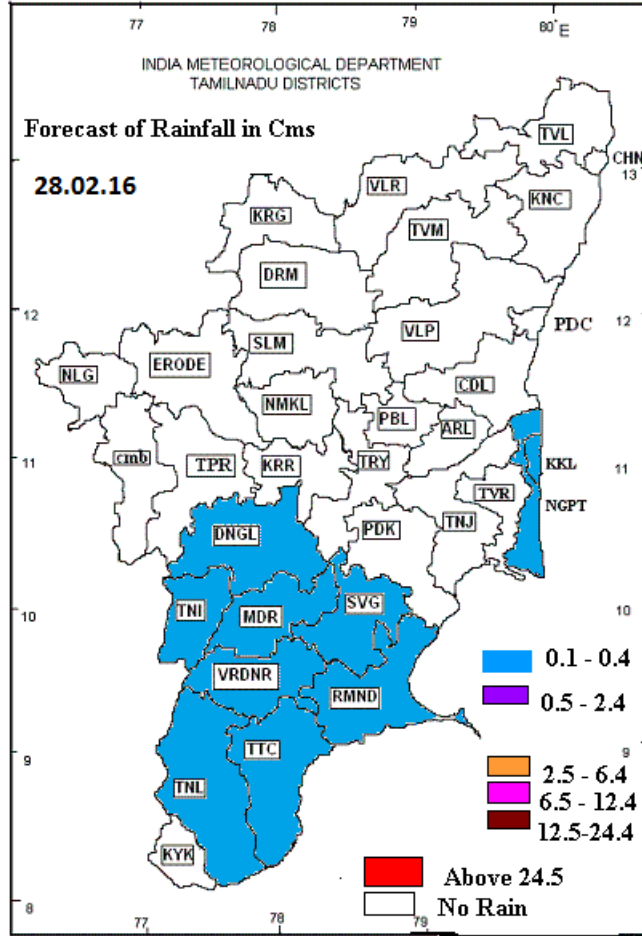 77 78 79 80 E
INDIA METEOROLOGICAL DEPARTMENT
TAMILNADU DISTRICTS
Forecast of Rainfall in Cms
28.02.16
TVL
CHN
13
VLR
KNC
KRG
TVM
DRM
12
12
PDC
SLM
VLP
ERODE
NLG
CDL
NMKL
PBL
ARL
11
cmb
TPR
KRR
TRY
KKL
11
TVR
NGPT
DNGL
PDK
TNJ
10
TNI
MDR
SVG
10
0.1 - 0.4
VRDNR
RMND
0.5 - 2.4
9
TTC
9
2.5 - 6.4
TNL
6.5 - 12.4
12.5-24.4
KYK
Above 24.5
No Rain
8
77 78 79